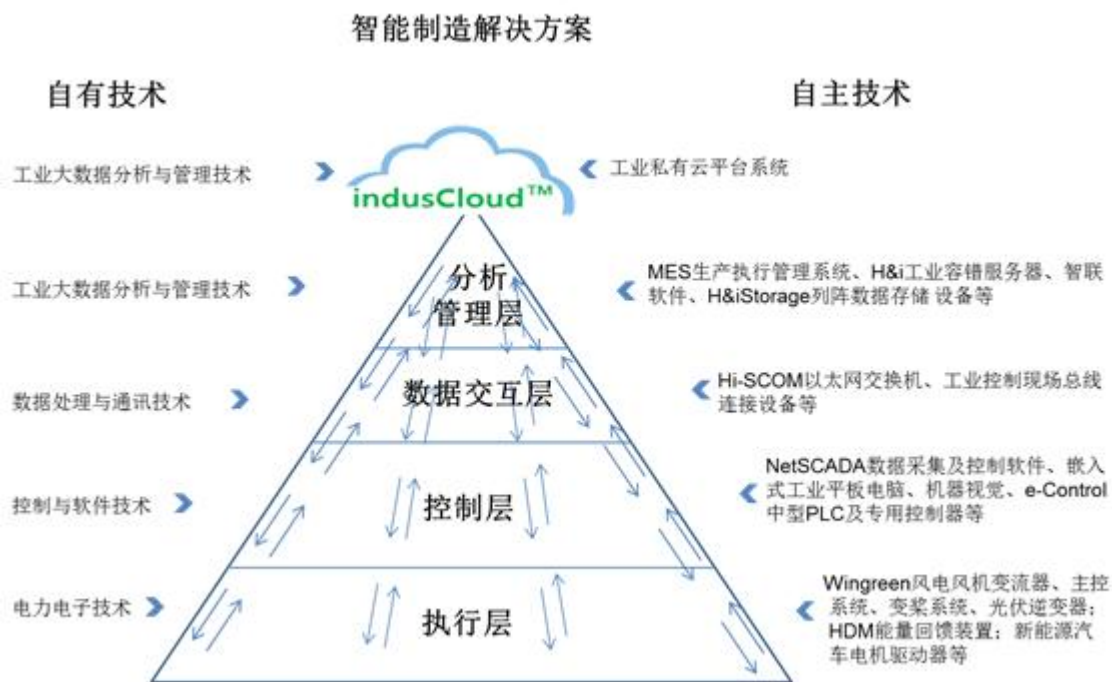 智能制造解决方案
自有技术
自主技术
工业大数据分析与管理技术
indusCloud™
工业私有云平台系统
工业大数据分析与管理技术
分析
管理层
MES生产执行管理系统、H&i工业容错服务器、智联
软件、H&iStorage列阵数据存储 设备等
数据处理与通讯技术
数据交互层
Hi-SCOM以太网交换机、工业控制现场总线
连接设备等
控制与软件技术
控制层
NetSCADA数据采集及控制软件、嵌入
式工业平板电脑、机器视觉、e-Control
中型PLC及专用控制器等
电力电子技术
执行层
Wingreen风电风机变流器、主控
系统、变桨系统、光伏逆变器；
HDM能量回馈装置；新能源汽
车电机驱动器等